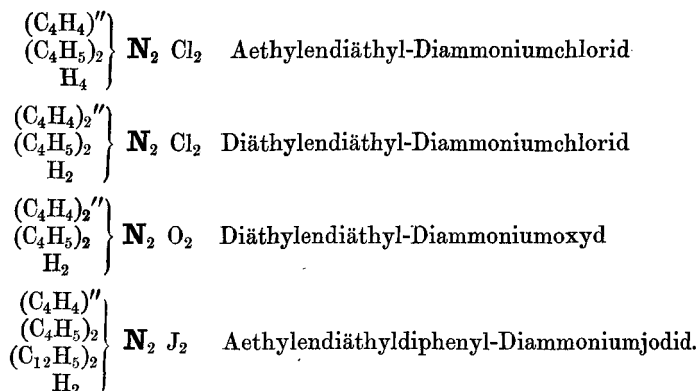 (C₄H₄)″
(C₄H₅)₂
H₄
} N₂ Cl₂ Aethylendiäthyl-Diammoniumchlorid
(C₄H₄)₂″
(C₄H₅)₂
H₂
} N₂ Cl₂ Diäthylendiäthyl-Diammoniumchlorid
(C₄H₄)₂″
(C₄H₅)₂
H₂
} N₂ O₂ Diäthylendiäthyl-Diammoniumoxyd
(C₄H₄)″
(C₄H₅)₂
(C₁₂H₅)₂
H₂
} N₂ J₂ Aethylendiäthyldiphenyl-Diammoniumjodid.